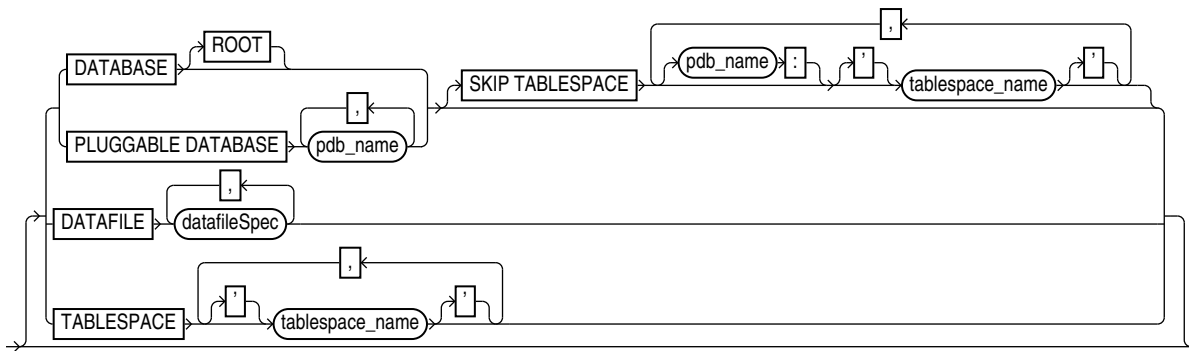 ,
ROOT
DATABASE
pdb_name : ' tablespace_name '
SKIP TABLESPACE
,
PLUGGABLE DATABASE pdb_name
,
DATAFILE datafileSpec
,
TABLESPACE ' tablespace_name '